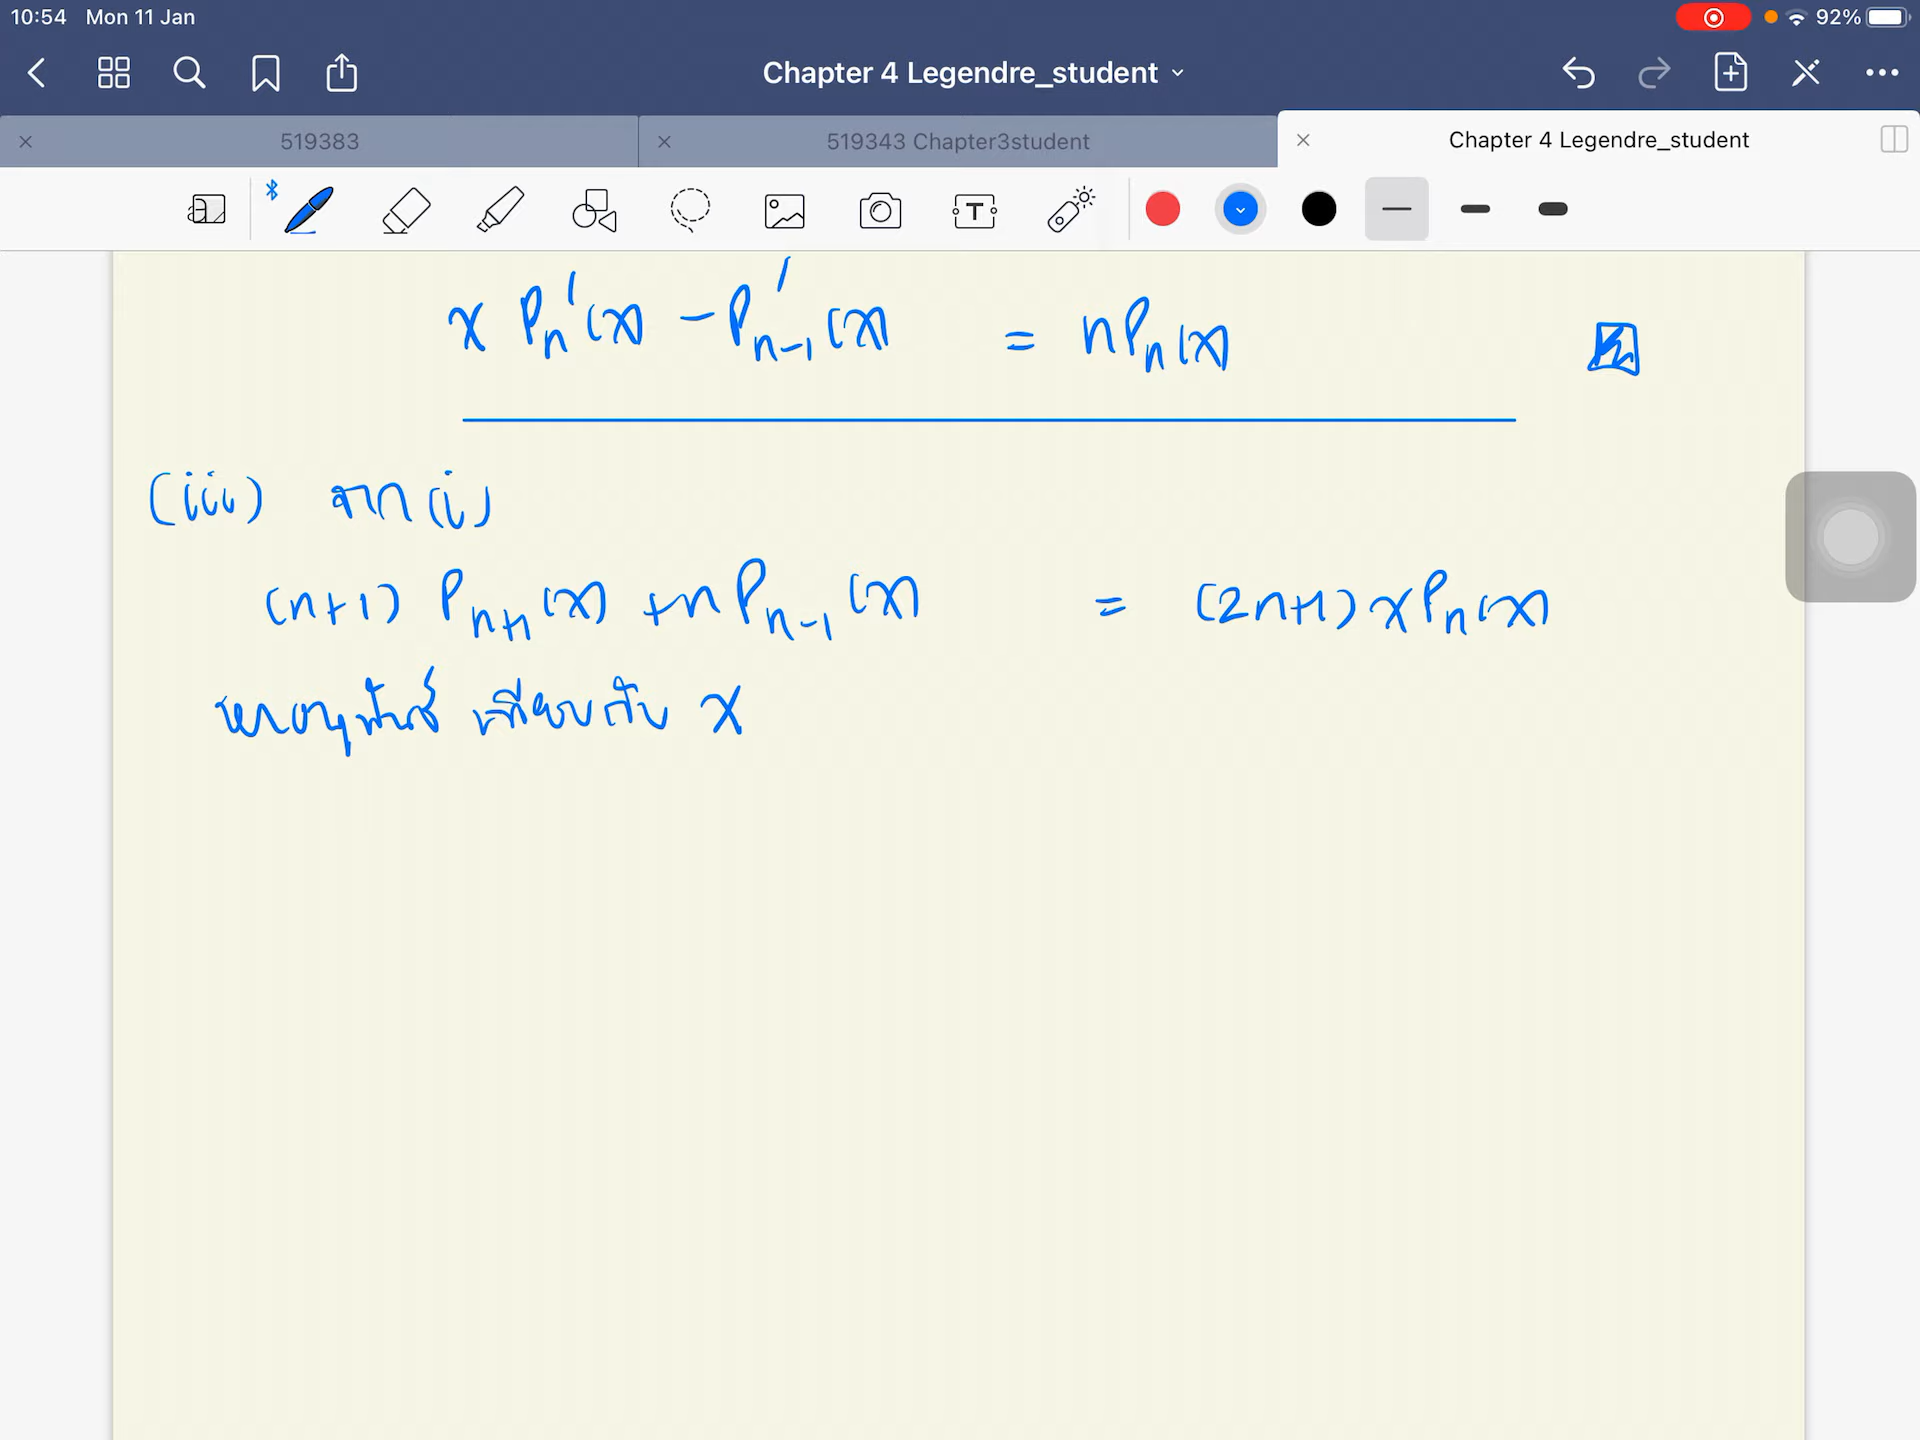 10:54 Mon 11 Jan 92%
Chapter 4 Legendre_student
519383 519343 Chapter3student Chapter 4 Legendre_student
T
x Pₙ'(x) − Pₙ₋₁'(x) = nPₙ(x)
(iii) จาก (i)
(n+1) Pₙ₊₁(x) + nPₙ₋₁(x) = (2n+1) x Pₙ(x)
หาอนุพันธ์ เทียบกับ x